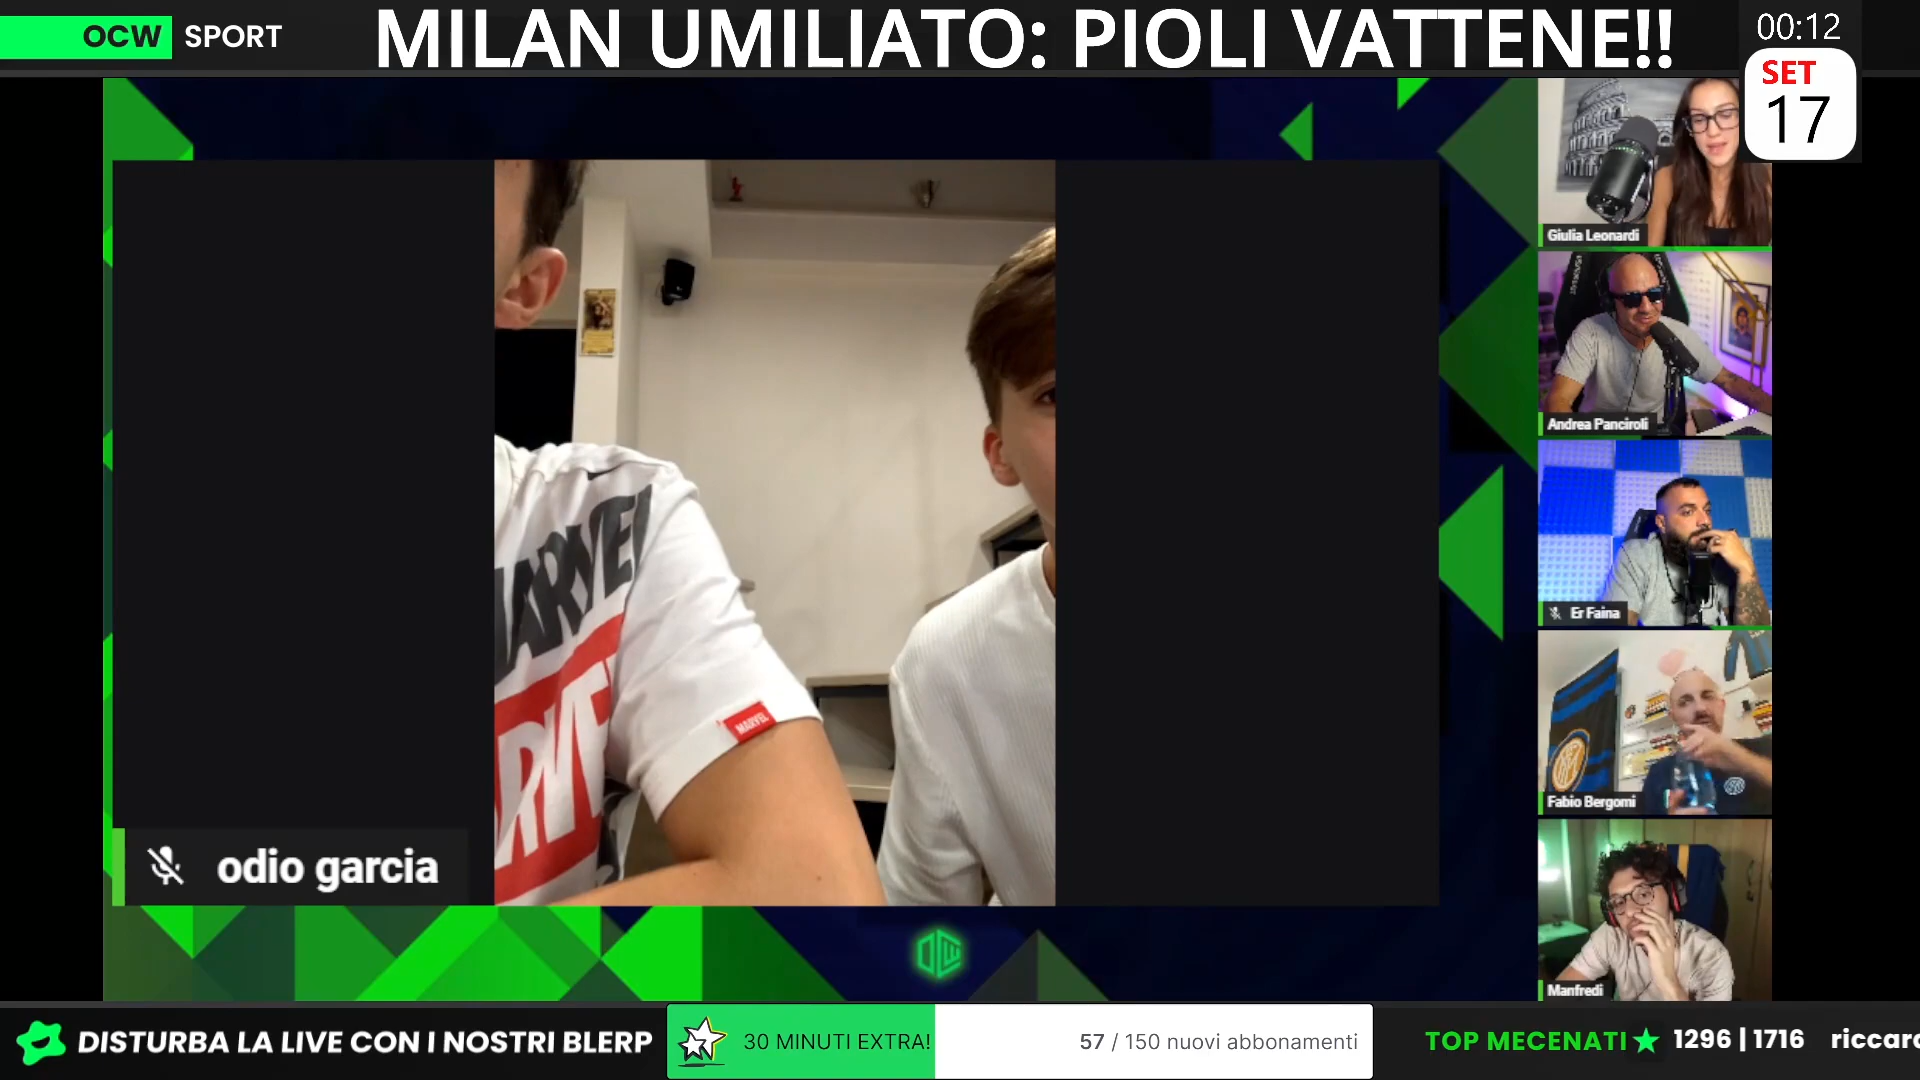 OCW SPORT
MILAN UMILIATO: PIOLI VATTENE!!
00:12
SET
17
Giulia Leonardi
Andrea Panciroli
Er Faina
Fabio Bergomi
Manfredi
MARVEL
odio garcia
DISTURBA LA LIVE CON I NOSTRI BLERP
30 MINUTI EXTRA!
57 / 150 nuovi abbonamenti
TOP MECENATI
1296 | 1716
riccard